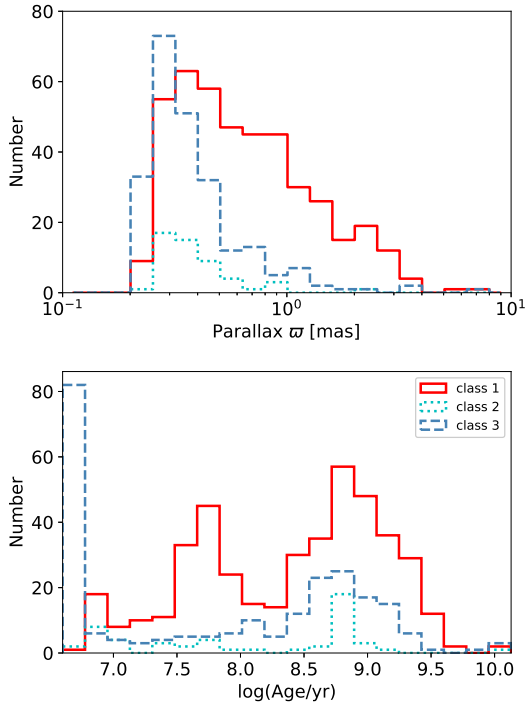 80
60
40
20
0
Number
10⁻¹
10⁰
10¹
Parallax ϖ [mas]
class 1
class 2
class 3
80
60
40
20
0
Number
7.0
7.5
8.0
8.5
9.0
9.5
10.0
log(Age/yr)